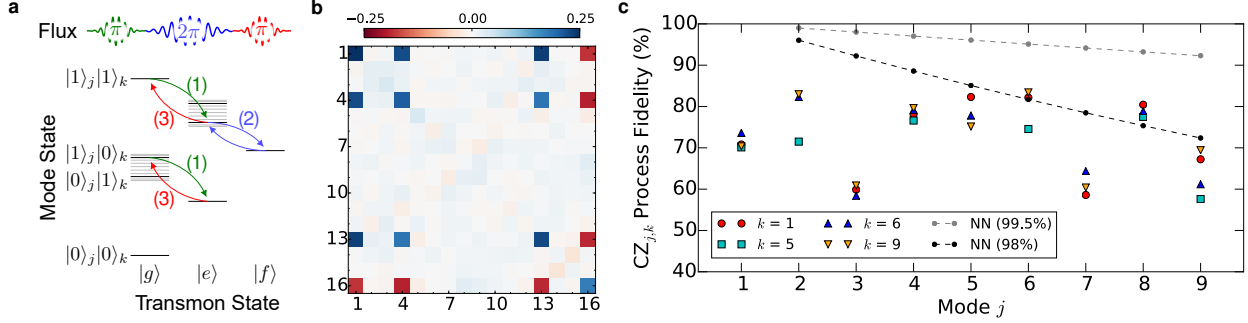 a
Flux
π 2π π
|1⟩j|1⟩k
(1)
(3)
(2)
|1⟩j|0⟩k
(1)
|0⟩j|1⟩k
(3)
|0⟩j|0⟩k
|g⟩ |e⟩ |f⟩
Mode State
Transmon State
b
−0.25 0.00 0.25
1
4
7
10
13
16
1 4 7 10 13 16
c
CZj,k Process Fidelity (%)
100
90
80
70
60
50
40
k = 1 k = 6 NN (99.5%)
k = 5 k = 9 NN (98%)
1 2 3 4 5 6 7 8 9
Mode j